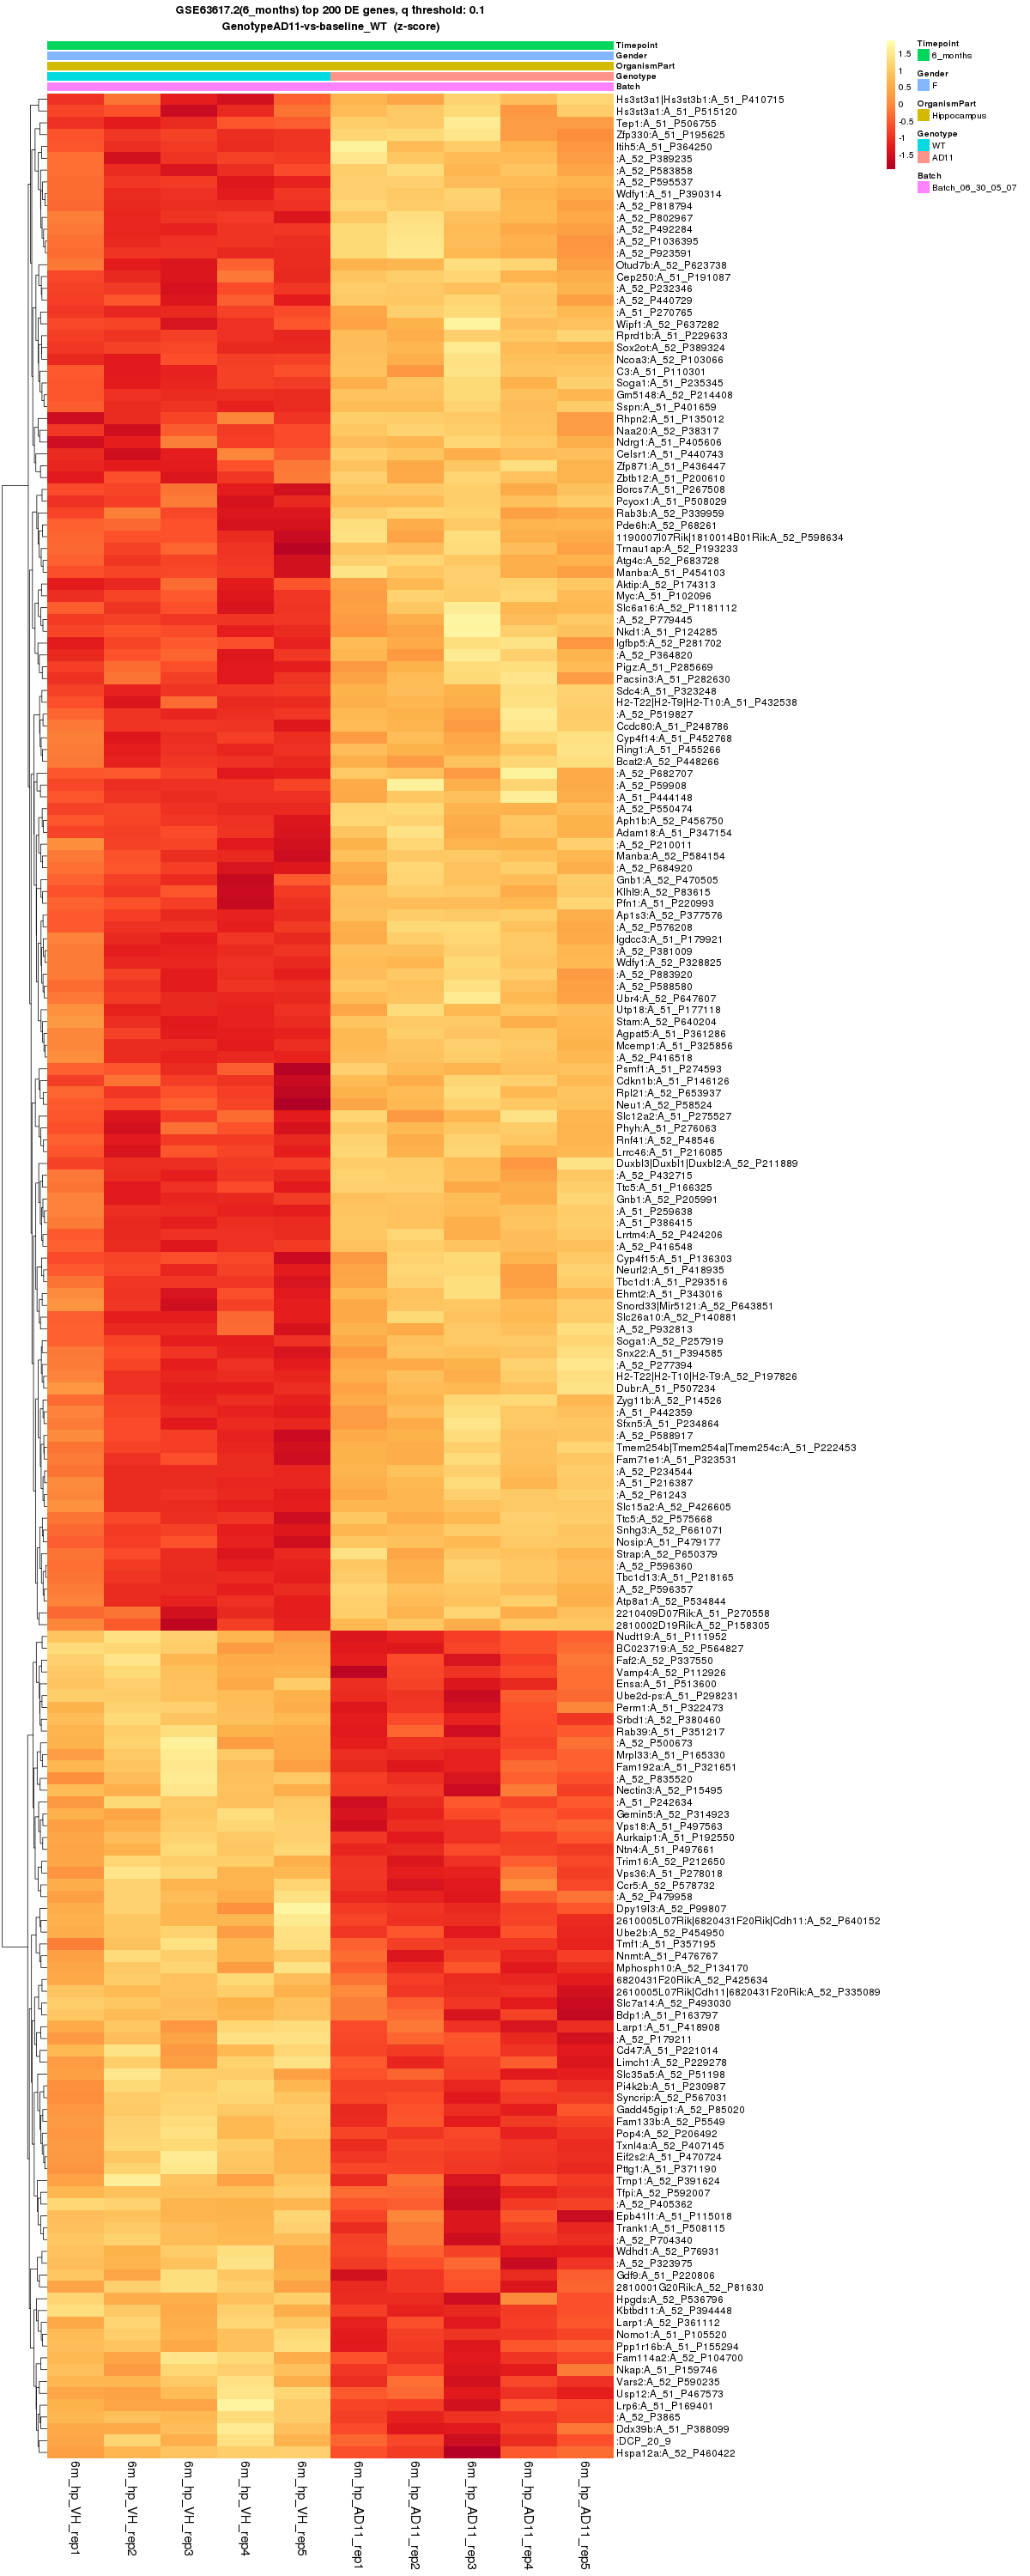 GSE63617.2(6_months) top 200 DE genes, q threshold: 0.1
GenotypeAD11-vs-baseline_WT (z-score)
Timepoint
Gender
OrganismPart
Genotype
Batch
1.5
1
0.5
0
-0.5
-1
-1.5
Timepoint
6_months
Gender
F
OrganismPart
Hippocampus
Genotype
WT
AD11
Batch
Batch_06_30_05_07
Hs3st3a1|Hs3st3b1:A_51_P410715
Hs3st3a1:A_51_P515120
Tep1:A_51_P506755
Zfp330:A_51_P195625
Itih5:A_51_P364250
:A_52_P389235
:A_52_P583858
:A_52_P595537
Wdfy1:A_51_P390314
:A_52_P818794
:A_52_P802967
:A_52_P492284
:A_52_P1036395
:A_52_P923591
Otud7b:A_52_P623738
Cep250:A_51_P191087
:A_52_P232346
:A_52_P440729
:A_51_P270765
Wipf1:A_52_P637282
Rprd1b:A_51_P229633
Sox2ot:A_52_P389324
Ncoa3:A_52_P103066
C3:A_51_P110301
Soga1:A_51_P235345
Gm5148:A_52_P214408
Sspn:A_51_P401659
Rhpn2:A_51_P135012
Naa20:A_52_P38317
Ndrg1:A_51_P405606
Celsr1:A_51_P440743
Zfp871:A_51_P436447
Zbtb12:A_51_P200610
Borcs7:A_51_P267508
Pcyox1:A_51_P508029
Rab3b:A_52_P339959
Pde6h:A_52_P68261
1190007I07Rik|1810014B01Rik:A_52_P598634
Trnau1ap:A_52_P193233
Atg4c:A_52_P683728
Manba:A_51_P454103
Aktip:A_52_P174313
Myc:A_51_P102096
Slc6a16:A_52_P1181112
:A_52_P779445
Nkd1:A_51_P124285
Igfbp5:A_52_P281702
:A_52_P364820
Pigz:A_51_P285669
Pacsin3:A_51_P282630
Sdc4:A_51_P323248
H2-T22|H2-T9|H2-T10:A_51_P432538
:A_52_P519827
Ccdc80:A_51_P248786
Cyp4f14:A_51_P452768
Ring1:A_51_P455266
Bcat2:A_52_P448266
:A_52_P682707
:A_52_P59908
:A_51_P444148
:A_52_P550474
Aph1b:A_52_P456750
Adam18:A_51_P347154
:A_52_P210011
Manba:A_52_P584154
:A_52_P684920
Gnb1:A_52_P470505
Klhl9:A_52_P83615
Pfn1:A_51_P220993
Ap1s3:A_52_P377576
:A_52_P576208
Igdcc3:A_51_P179921
:A_52_P381009
Wdfy1:A_52_P328825
:A_52_P883920
:A_52_P588580
Ubr4:A_52_P647607
Utp18:A_51_P177118
Stam:A_52_P640204
Agpat5:A_51_P361286
Mcemp1:A_51_P325856
:A_52_P416518
Psmf1:A_51_P274593
Cdkn1b:A_51_P146126
Rpl21:A_52_P653937
Neu1:A_52_P58524
Slc12a2:A_51_P275527
Phyh:A_51_P276063
Rnf41:A_52_P48546
Lrrc46:A_51_P216085
Duxbl3|Duxbl1|Duxbl2:A_52_P211889
:A_52_P432715
Ttc5:A_51_P166325
Gnb1:A_52_P205991
:A_51_P259638
:A_51_P386415
Lrrtm4:A_52_P424206
:A_52_P416548
Cyp4f15:A_51_P136303
Neurl2:A_51_P418935
Tbc1d1:A_51_P293516
Ehmt2:A_51_P343016
Snord33|Mir5121:A_52_P643851
Slc26a10:A_52_P140881
:A_52_P932813
Soga1:A_52_P257919
Snx22:A_51_P394585
:A_52_P277394
H2-T22|H2-T10|H2-T9:A_52_P197826
Dubr:A_51_P507234
Zyg11b:A_52_P14526
:A_51_P442359
Sfxn5:A_51_P234864
:A_52_P588917
Tmem254b|Tmem254a|Tmem254c:A_51_P222453
Fam71e1:A_51_P323531
:A_52_P234544
:A_51_P216387
:A_52_P61243
Slc15a2:A_52_P426605
Ttc5:A_52_P575668
Snhg3:A_52_P661071
Nosip:A_51_P479177
Strap:A_52_P650379
:A_52_P596360
Tbc1d13:A_51_P218165
:A_52_P596357
Atp8a1:A_52_P534844
2210409D07Rik:A_51_P270558
2810002D19Rik:A_52_P158305
Nudt19:A_51_P111952
BC023719:A_52_P564827
Faf2:A_52_P337550
Vamp4:A_52_P112926
Ensa:A_51_P513600
Ube2d-ps:A_51_P298231
Perm1:A_51_P322473
Srbd1:A_52_P380460
Rab39:A_51_P351217
:A_52_P500673
Mrpl33:A_51_P165330
Fam192a:A_51_P321651
:A_52_P835520
Nectin3:A_52_P15495
:A_51_P242634
Gemin5:A_52_P314923
Vps18:A_51_P497563
Aurkaip1:A_51_P192550
Ntn4:A_51_P497661
Trim16:A_52_P212650
Vps36:A_51_P278018
Ccr5:A_52_P578732
:A_52_P479958
Dpy19l3:A_52_P99807
2610005L07Rik|6820431F20Rik|Cdh11:A_52_P640152
Ube2b:A_52_P454950
Tmf1:A_51_P357195
Nnmt:A_51_P476767
Mphosph10:A_52_P134170
6820431F20Rik:A_52_P425634
2610005L07Rik|Cdh11|6820431F20Rik:A_52_P335089
Slc7a14:A_52_P493030
Bdp1:A_51_P163797
Larp1:A_51_P418908
:A_52_P179211
Cd47:A_51_P221014
Limch1:A_52_P229278
Slc35a5:A_52_P51198
Pi4k2b:A_51_P230987
Syncrip:A_52_P567031
Gadd45gip1:A_52_P85020
Fam133b:A_52_P5549
Pop4:A_52_P206492
Txnl4a:A_52_P407145
Eif2s2:A_51_P470724
Pttg1:A_51_P371190
Trnp1:A_52_P391624
Tfpi:A_52_P592007
:A_52_P405362
Epb41l1:A_51_P115018
Trank1:A_51_P508115
:A_52_P704340
Wdhd1:A_52_P76931
:A_52_P323975
Gdf9:A_51_P220806
2810001G20Rik:A_52_P81630
Hpgds:A_52_P536796
Kbtbd11:A_52_P394448
Larp1:A_52_P361112
Nomo1:A_51_P105520
Ppp1r16b:A_51_P155294
Fam114a2:A_52_P104700
Nkap:A_51_P159746
Vars2:A_52_P590235
Usp12:A_51_P467573
Lrp6:A_51_P169401
:A_52_P3865
Ddx39b:A_51_P388099
:DCP_20_9
Hspa12a:A_52_P460422
6m_hp_VH_rep1
6m_hp_VH_rep2
6m_hp_VH_rep3
6m_hp_VH_rep4
6m_hp_VH_rep5
6m_hp_AD11_rep1
6m_hp_AD11_rep2
6m_hp_AD11_rep3
6m_hp_AD11_rep4
6m_hp_AD11_rep5